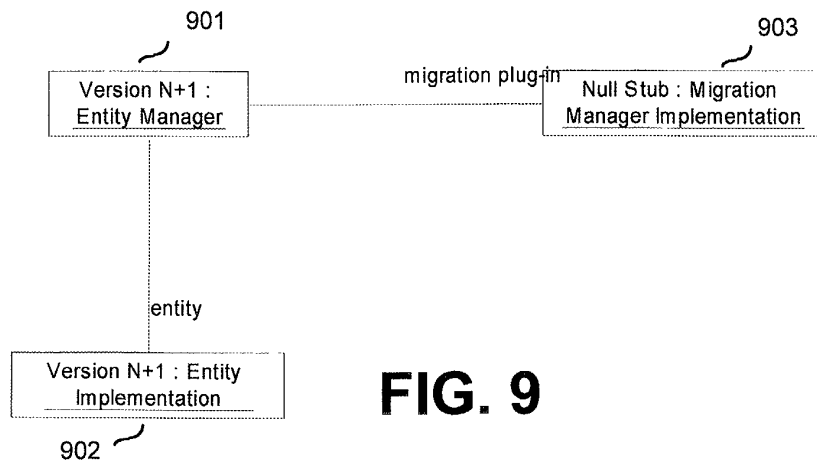 901
903
Version N+1 :
Entity Manager
migration plug-in
Null Stub : Migration
Manager Implementation
entity
Version N+1 : Entity
Implementation
902
FIG. 9